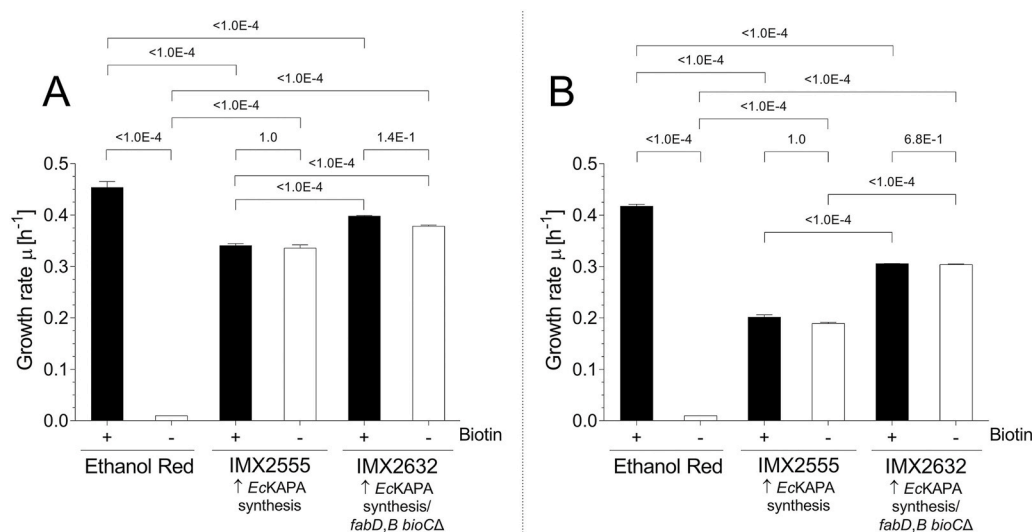 A
<1.0E-4
<1.0E-4
<1.0E-4
<1.0E-4
<1.0E-4 1.0 1.4E-1
<1.0E-4
<1.0E-4
Growth rate µ [h⁻¹]
0.5
0.4
0.3
0.2
0.1
0.0
+ - + - + - Biotin
Ethanol Red IMX2555 IMX2632
↑ EcKAPA ↑ EcKAPA
synthesis synthesis/
fabD,B bioCΔ
B
<1.0E-4
<1.0E-4
<1.0E-4
<1.0E-4
<1.0E-4 1.0 6.8E-1
<1.0E-4
<1.0E-4
Growth rate µ [h⁻¹]
0.5
0.4
0.3
0.2
0.1
0.0
+ - + - + - Biotin
Ethanol Red IMX2555 IMX2632
↑ EcKAPA ↑ EcKAPA
synthesis synthesis/
fabD,B bioCΔ